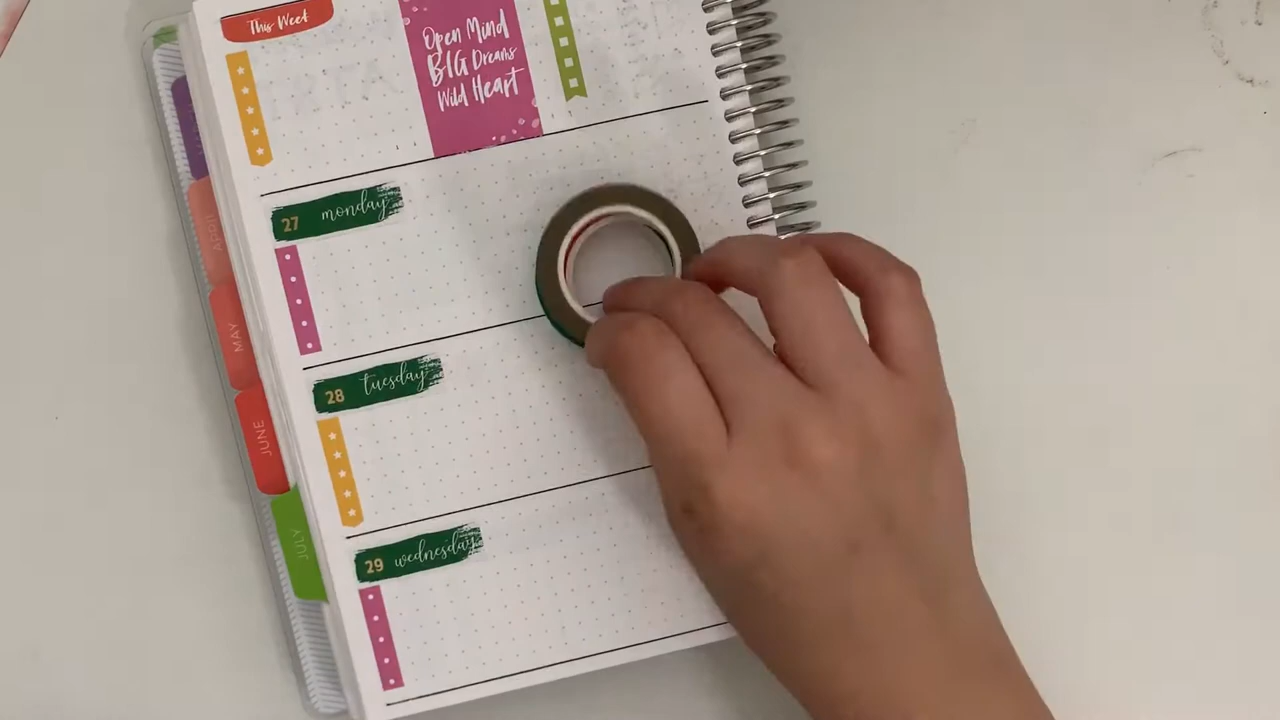 This Week
Open Mind
BIG Dreams
Wild Heart
27 monday
28 tuesday
29 wednesday
APRIL
MAY
JUNE
JULY